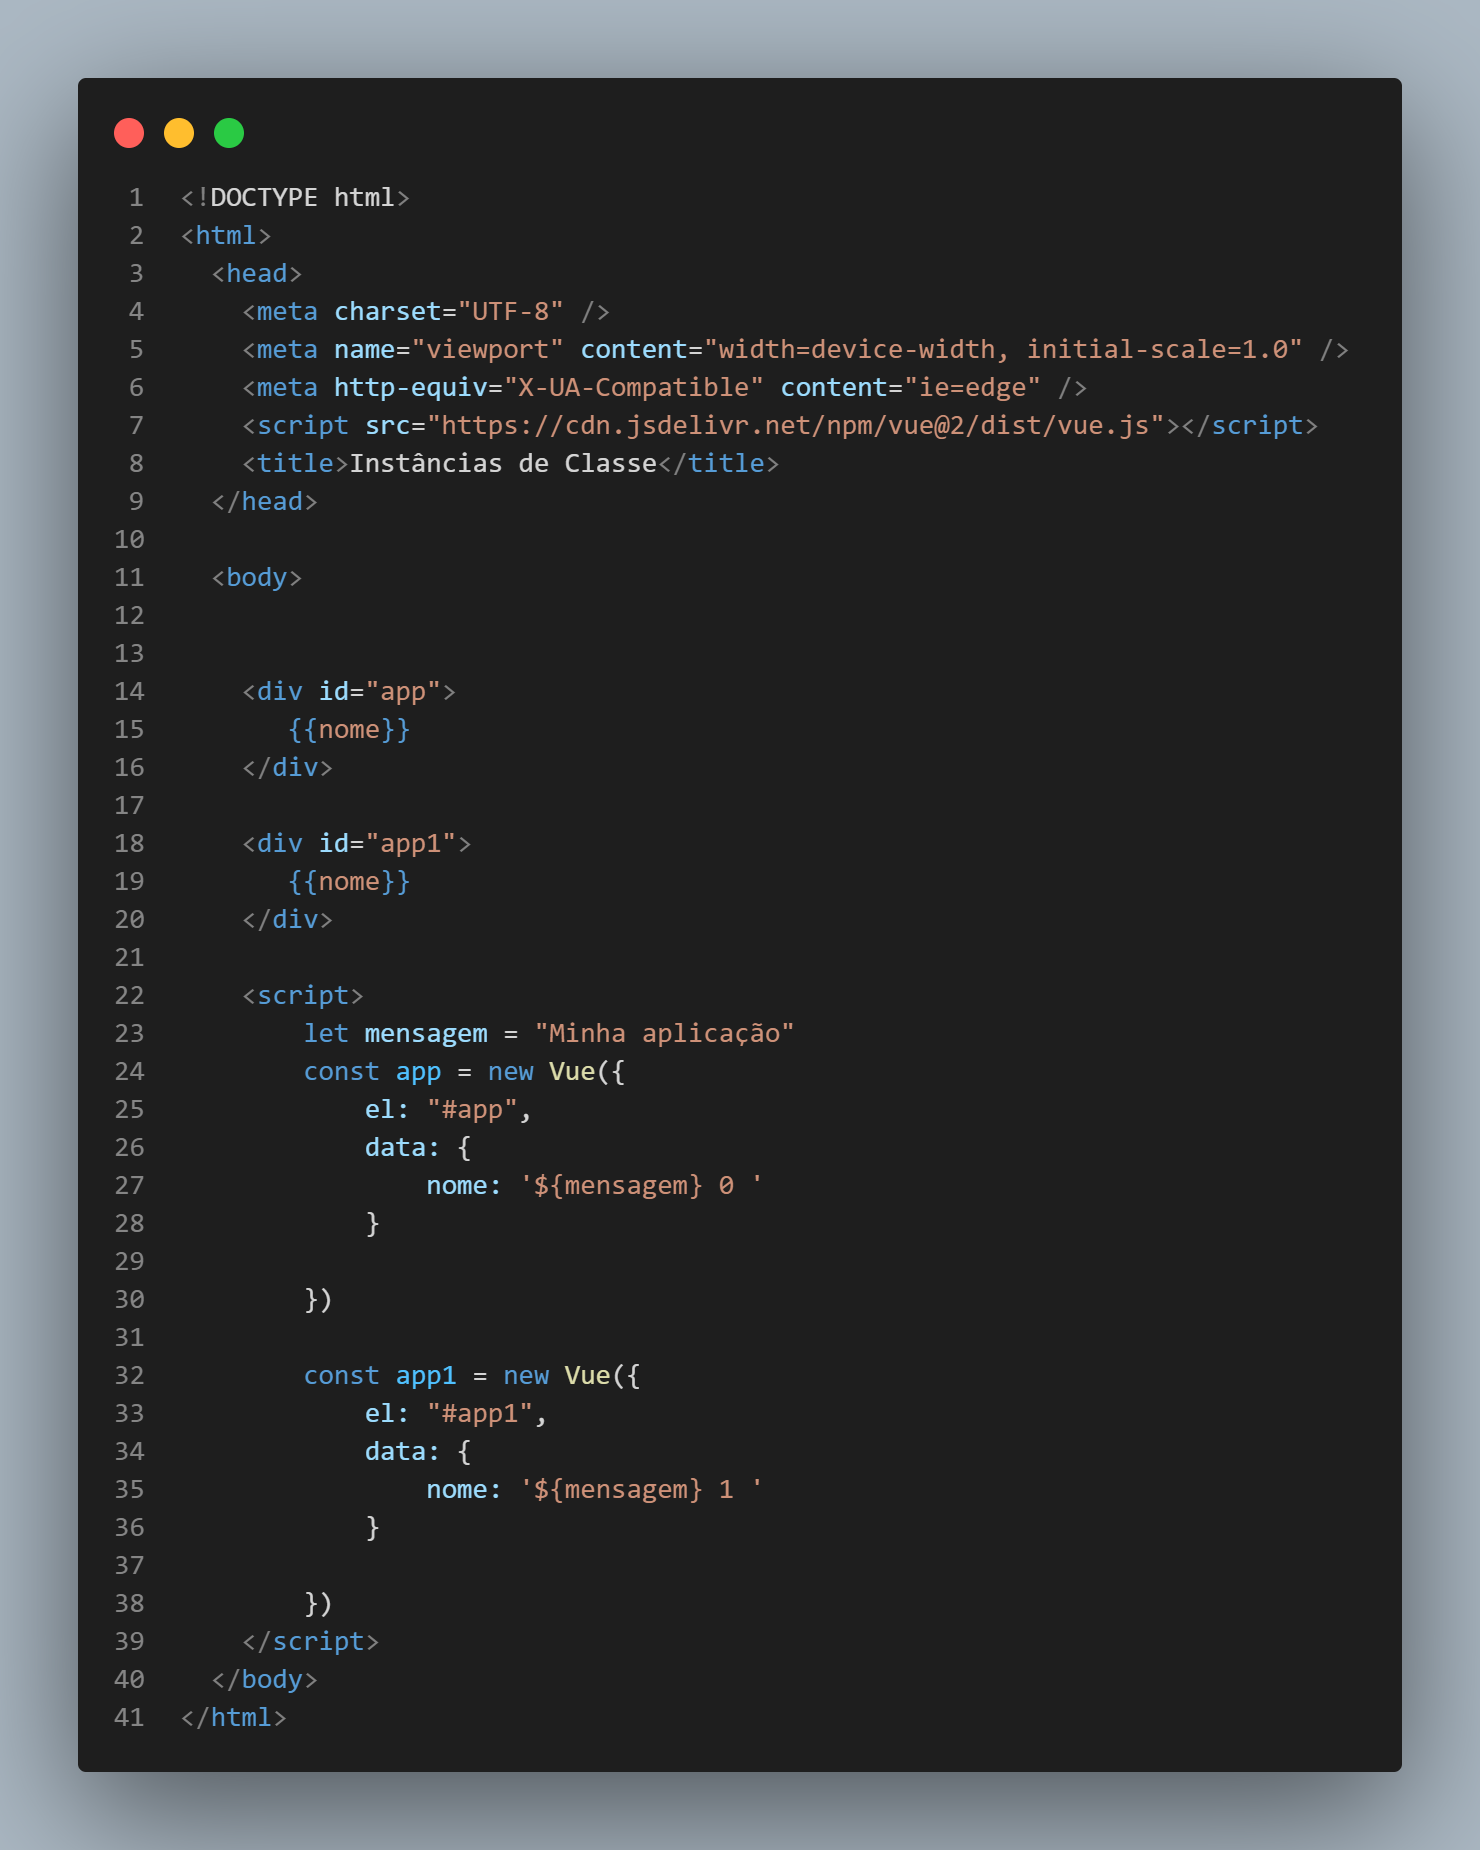 1 <!DOCTYPE html>
2 <html>
3   <head>
4     <meta charset="UTF-8" />
5     <meta name="viewport" content="width=device-width, initial-scale=1.0" />
6     <meta http-equiv="X-UA-Compatible" content="ie=edge" />
7     <script src="https://cdn.jsdelivr.net/npm/vue@2/dist/vue.js"></script>
8     <title>Instâncias de Classe</title>
9   </head>
10
11   <body>
12
13
14     <div id="app">
15        {{nome}}
16     </div>
17
18     <div id="app1">
19        {{nome}}
20     </div>
21
22     <script>
23         let mensagem = "Minha aplicação"
24         const app = new Vue({
25             el: "#app",
26             data: {
27                 nome: '${mensagem} 0 '
28             }
29
30         })
31
32         const app1 = new Vue({
33             el: "#app1",
34             data: {
35                 nome: '${mensagem} 1 '
36             }
37
38         })
39     </script>
40   </body>
41 </html>